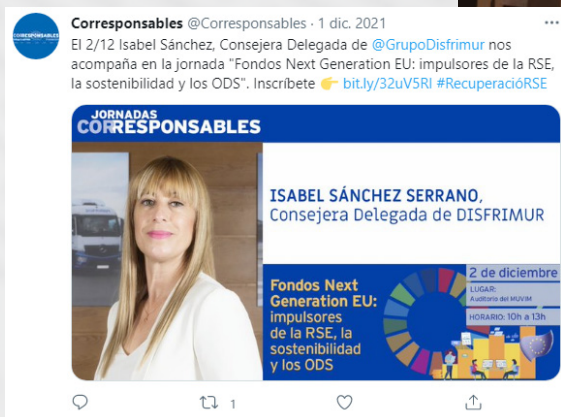 Corresponsables @Corresponsables · 1 dic. 2021
El 2/12 Isabel Sánchez, Consejera Delegada de @GrupoDisfrimur nos
acompaña en la jornada "Fondos Next Generation EU: impulsores de la RSE,
la sostenibilidad y los ODS". Inscríbete 👉 bit.ly/32uV5RI #RecuperacióRSE
JORNADAS
CORRESPONSABLES
ISABEL SÁNCHEZ SERRANO,
Consejera Delegada de DISFRIMUR
Fondos Next
Generation EU:
impulsores
de la RSE, la
sostenibilidad
y los ODS
2 de diciembre
LUGAR:
Auditorio del MUVIM
HORARIO: 10h a 13h
1